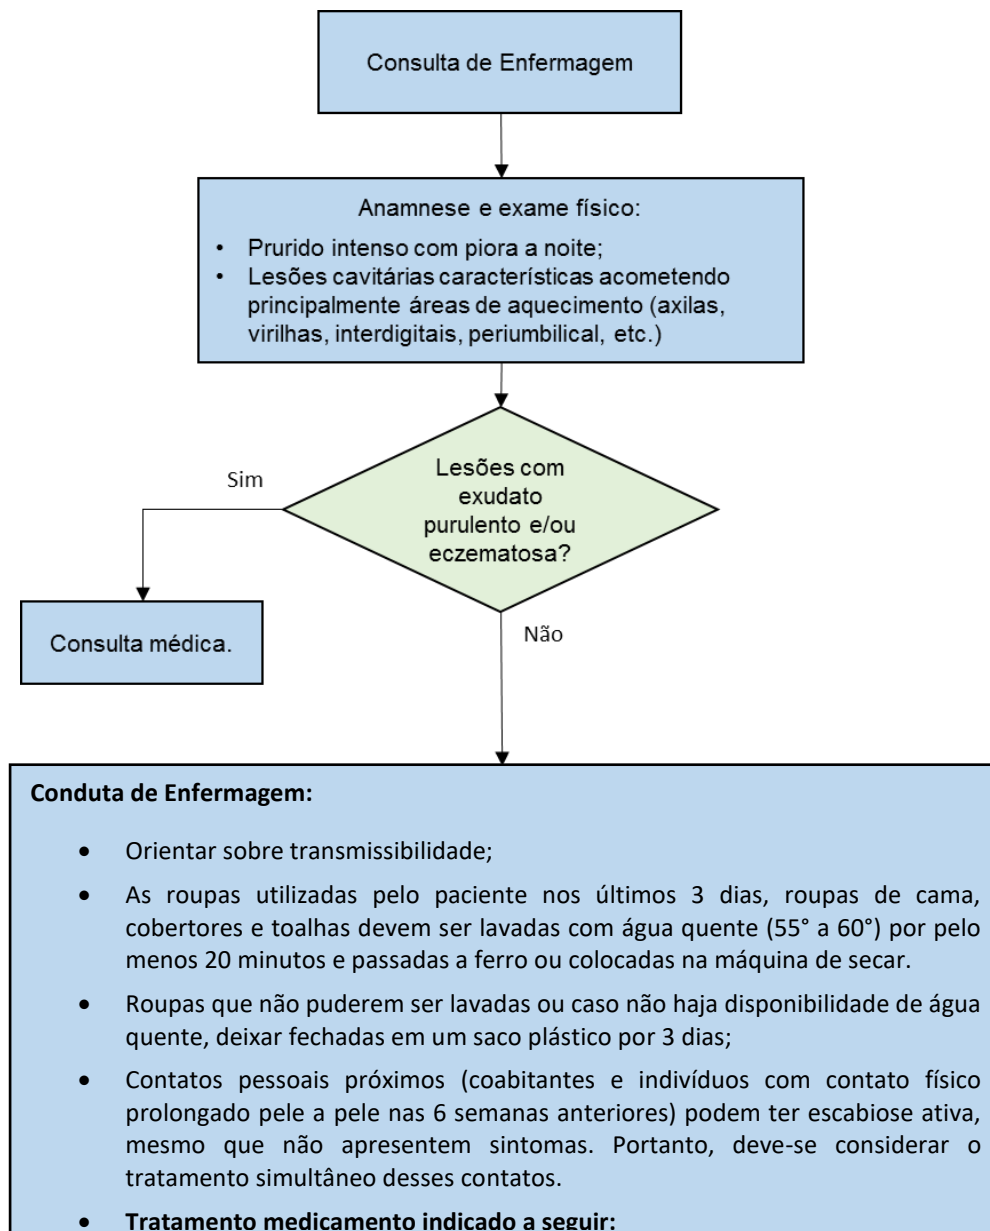 Consulta de Enfermagem
Anamnese e exame físico:
• Prurido intenso com piora a noite;
• Lesões cavitárias características acometendo
principalmente áreas de aquecimento (axilas,
virilhas, interdigitais, periumbilical, etc.)
Lesões com
exudato
purulento e/ou
eczematosa?
Sim
Consulta médica.
Não
Conduta de Enfermagem:
• Orientar sobre transmissibilidade;
• As roupas utilizadas pelo paciente nos últimos 3 dias, roupas de cama,
cobertores e toalhas devem ser lavadas com água quente (55° a 60°) por pelo
menos 20 minutos e passadas a ferro ou colocadas na máquina de secar.
• Roupas que não puderem ser lavadas ou caso não haja disponibilidade de água
quente, deixar fechadas em um saco plástico por 3 dias;
• Contatos pessoais próximos (coabitantes e indivíduos com contato físico
prolongado pele a pele nas 6 semanas anteriores) podem ter escabiose ativa,
mesmo que não apresentem sintomas. Portanto, deve-se considerar o
tratamento simultâneo desses contatos.
• Tratamento medicamento indicado a seguir: